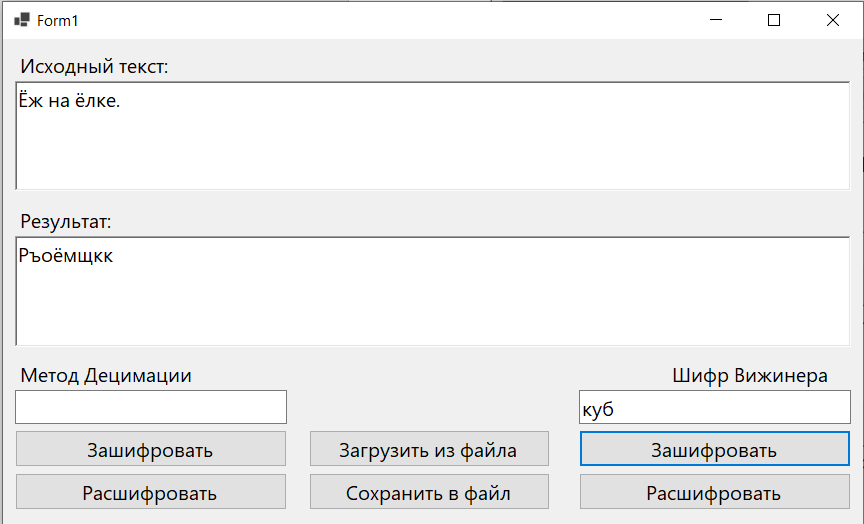 Form1
Исходный текст:
Ёж на ёлке.
Результат:
Ръоёмщкк
Метод Децимации
Шифр Вижинера
куб
Зашифровать
Загрузить из файла
Зашифровать
Расшифровать
Сохранить в файл
Расшифровать